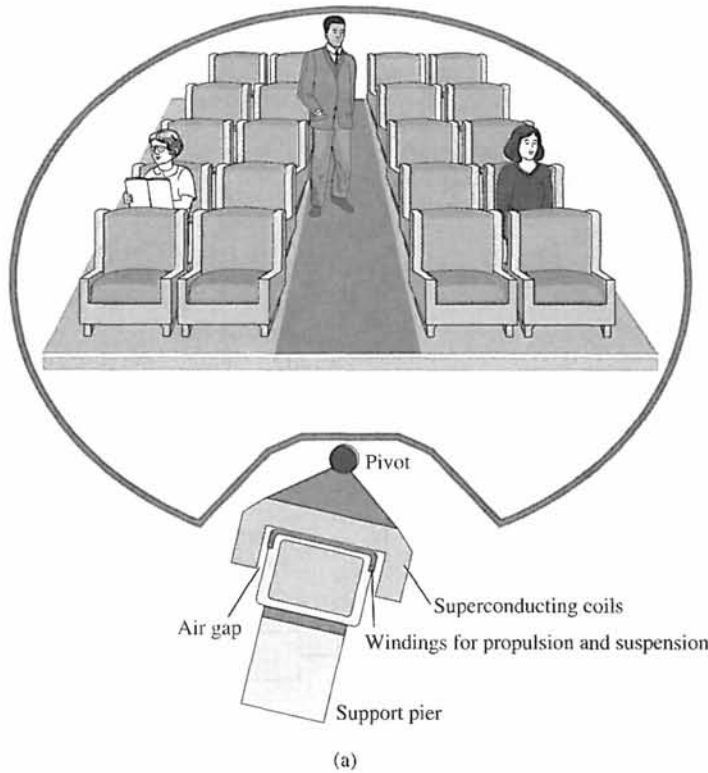 Pivot
Superconducting coils
Air gap
Windings for propulsion and suspension
Support pier
(a)